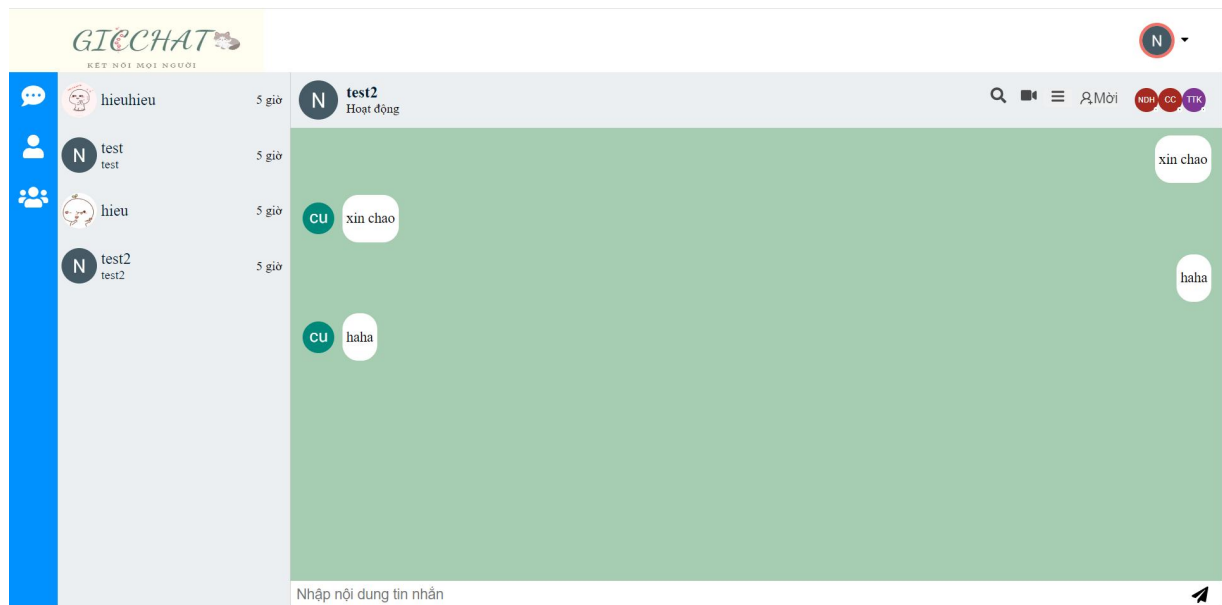 GIECCHAT
KẾT NỐI MỌI NGƯỜI
N
hieuhieu 5 giờ
N test 5 giờ
test
hieu 5 giờ
N test2 5 giờ
test2
N test2
Hoạt động
Mời NDH CC TTK
xin chao
CU xin chao
haha
CU haha
Nhập nội dung tin nhắn